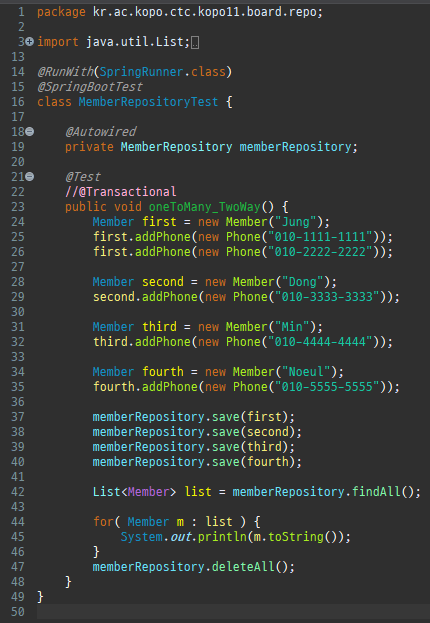 1 package kr.ac.kopo.ctc.kopo11.board.repo;
2
3 import java.util.List;
13
14 @RunWith(SpringRunner.class)
15 @SpringBootTest
16 class MemberRepositoryTest {
17
18 @Autowired
19 private MemberRepository memberRepository;
20
21 @Test
22 //@Transactional
23 public void oneToMany_TwoWay() {
24 Member first = new Member("Jung");
25 first.addPhone(new Phone("010-1111-1111"));
26 first.addPhone(new Phone("010-2222-2222"));
27
28 Member second = new Member("Dong");
29 second.addPhone(new Phone("010-3333-3333"));
30
31 Member third = new Member("Min");
32 third.addPhone(new Phone("010-4444-4444"));
33
34 Member fourth = new Member("Noeul");
35 fourth.addPhone(new Phone("010-5555-5555"));
36
37 memberRepository.save(first);
38 memberRepository.save(second);
39 memberRepository.save(third);
40 memberRepository.save(fourth);
41
42 List<Member> list = memberRepository.findAll();
43
44 for( Member m : list ) {
45 System.out.println(m.toString());
46 }
47 memberRepository.deleteAll();
48 }
49 }
50